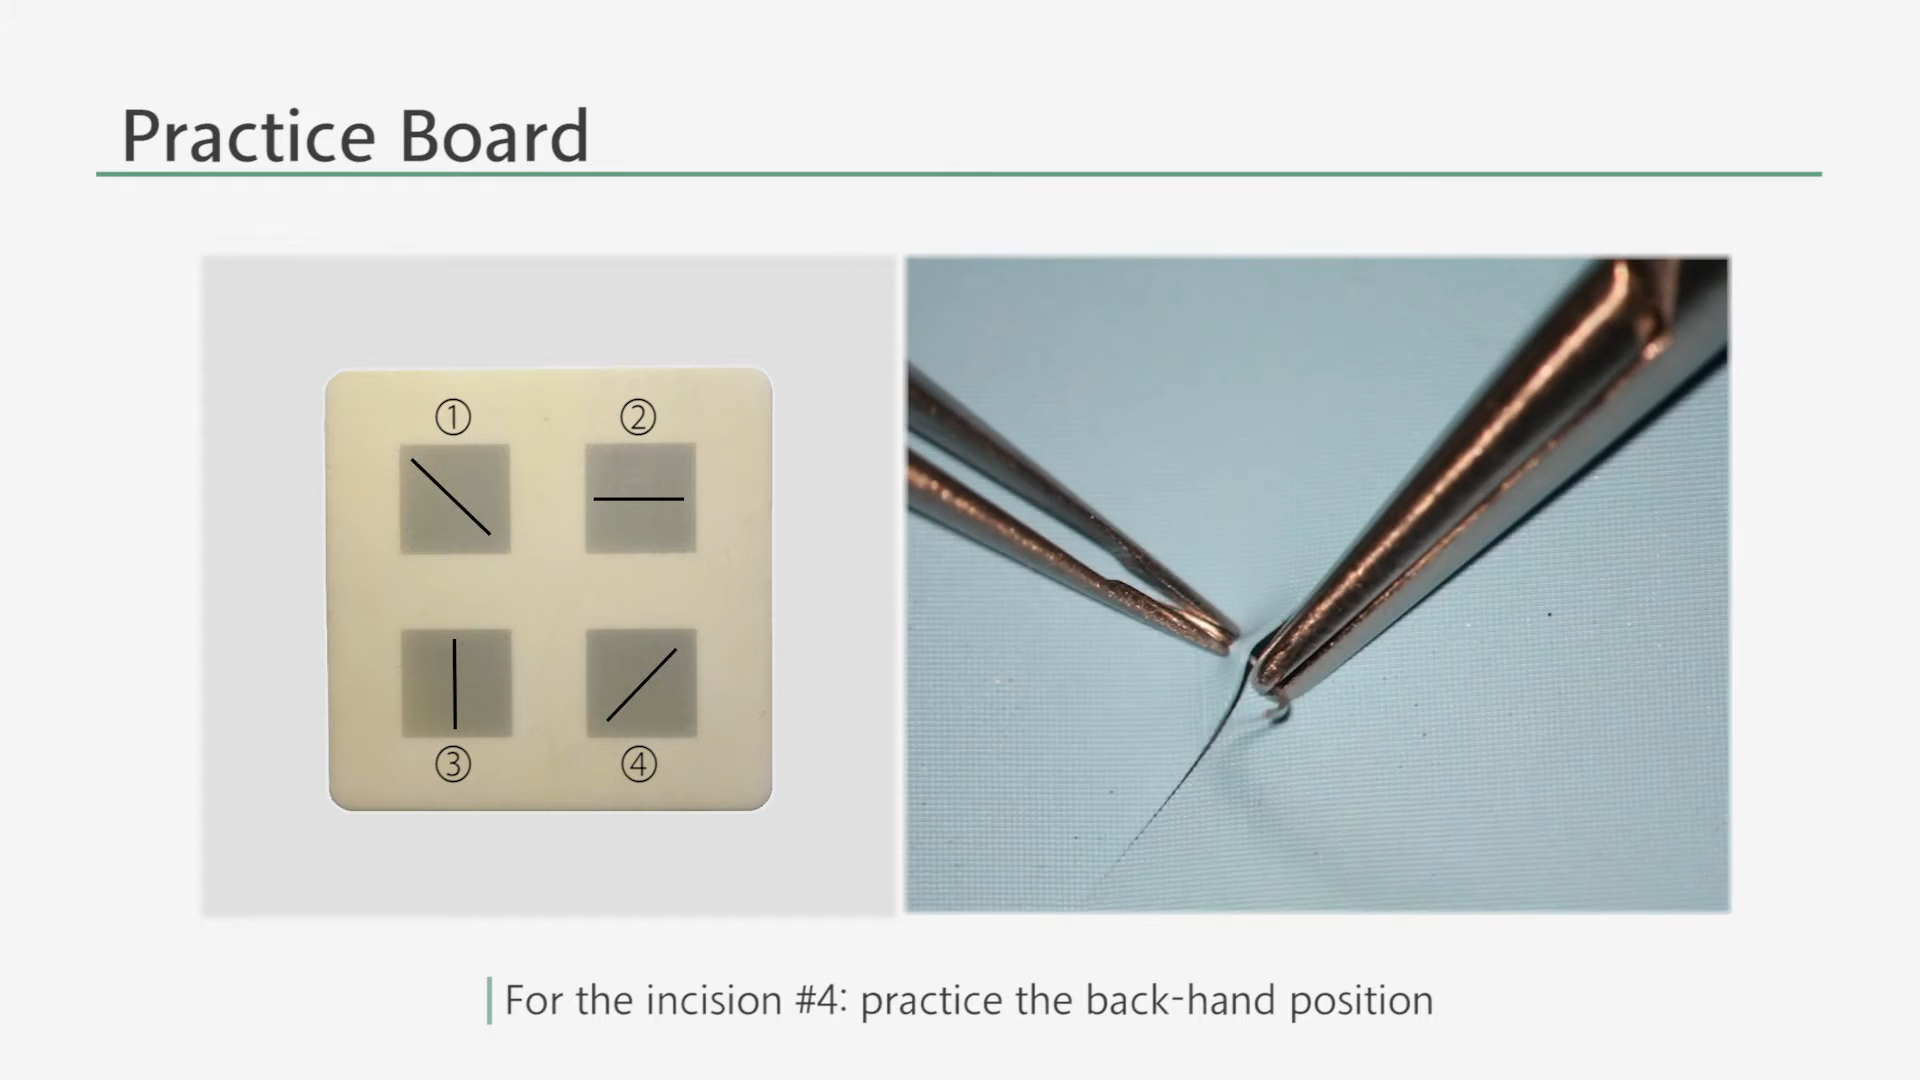 Practice Board
① ②
③ ④
For the incision #4: practice the back-hand position